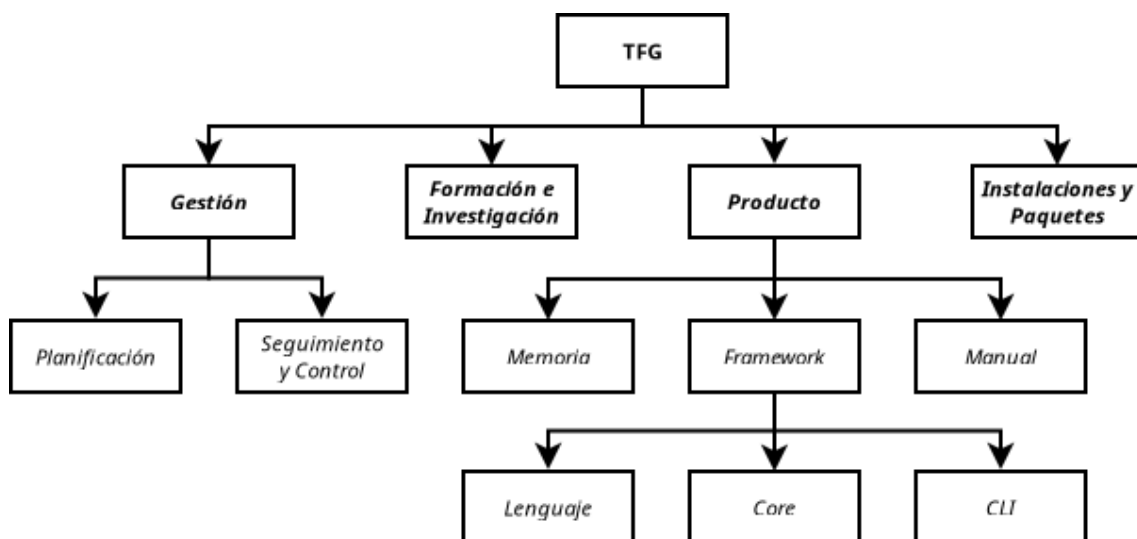 TFG
Gestión
Formación e
Investigación
Producto
Instalaciones y
Paquetes
Planificación
Seguimiento
y Control
Memoria
Framework
Manual
Lenguaje
Core
CLI